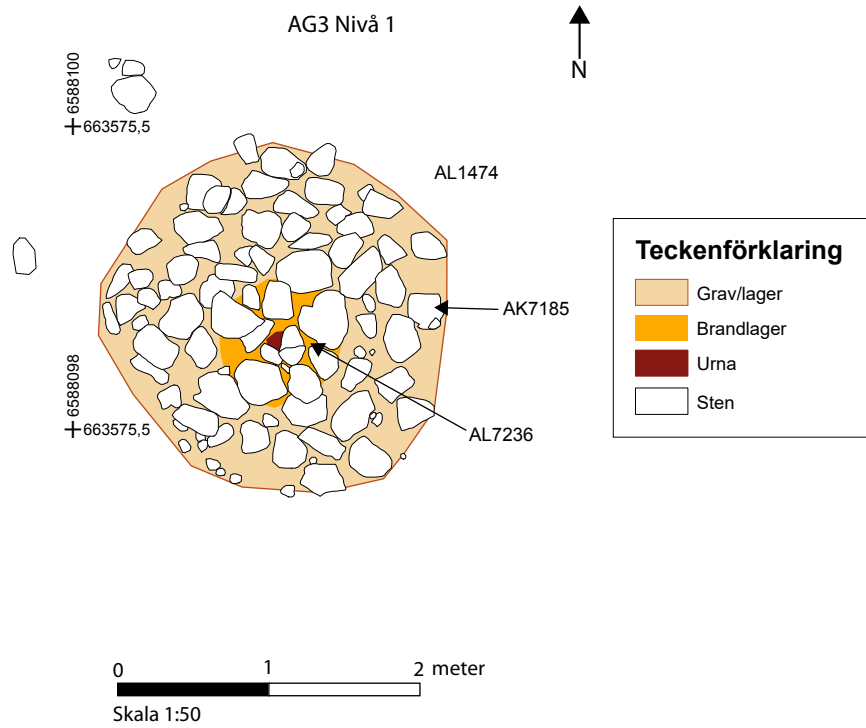 AG3 Nivå 1
N
6588100
663575,5
AL1474
Teckenförklaring
Grav/lager
Brandlager
Urna
Sten
AK7185
6588098
663575,5
AL7236
0 1 2 meter
Skala 1:50